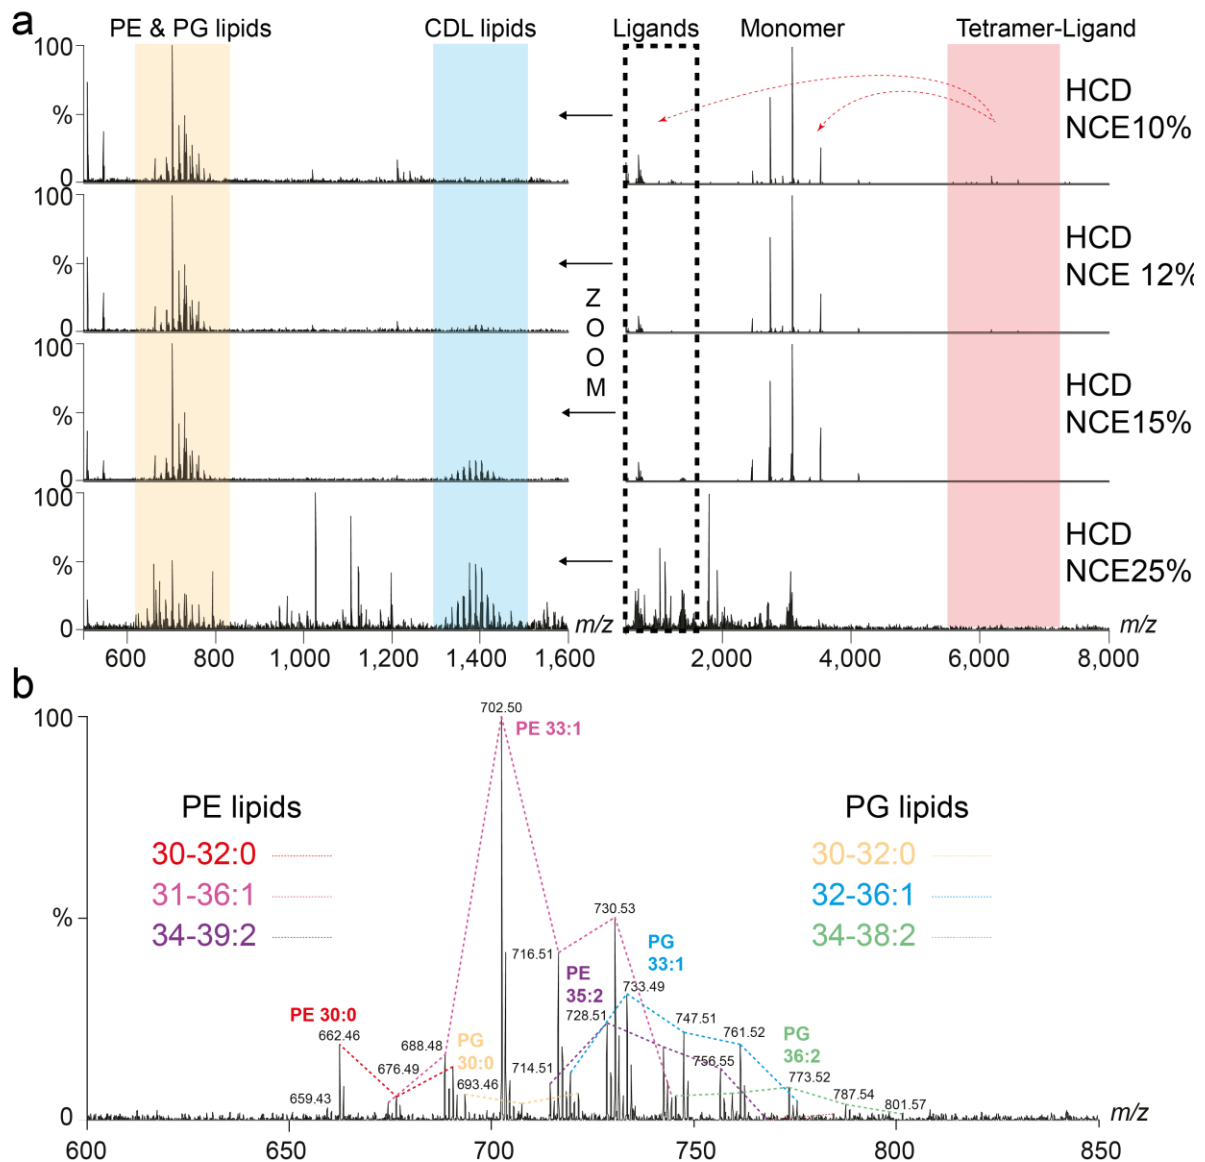 a
PE & PG lipids
CDL lipids
Ligands
Monomer
Tetramer-Ligand
100
%
0
HCD
NCE10%
100
%
0
HCD
NCE 12%
100
%
0
HCD
NCE15%
100
%
0
HCD
NCE25%
Z
O
O
M
600 800 1,000 1,200 1,400 1,600 m/z
2,000 4,000 6,000 8,000 m/z
b
100
%
0
702.50
PE 33:1
PE lipids
30-32:0
31-36:1
34-39:2
PG lipids
30-32:0
32-36:1
34-38:2
730.53
716.51
PG
33:1
733.49
PE
35:2
728.51
747.51
761.52
PE 30:0
662.46
688.48
676.49
PG
30:0
693.46
714.51
756.55
PG
36:2
773.52
787.54
801.57
659.43
m/z
600 650 700 750 800 850